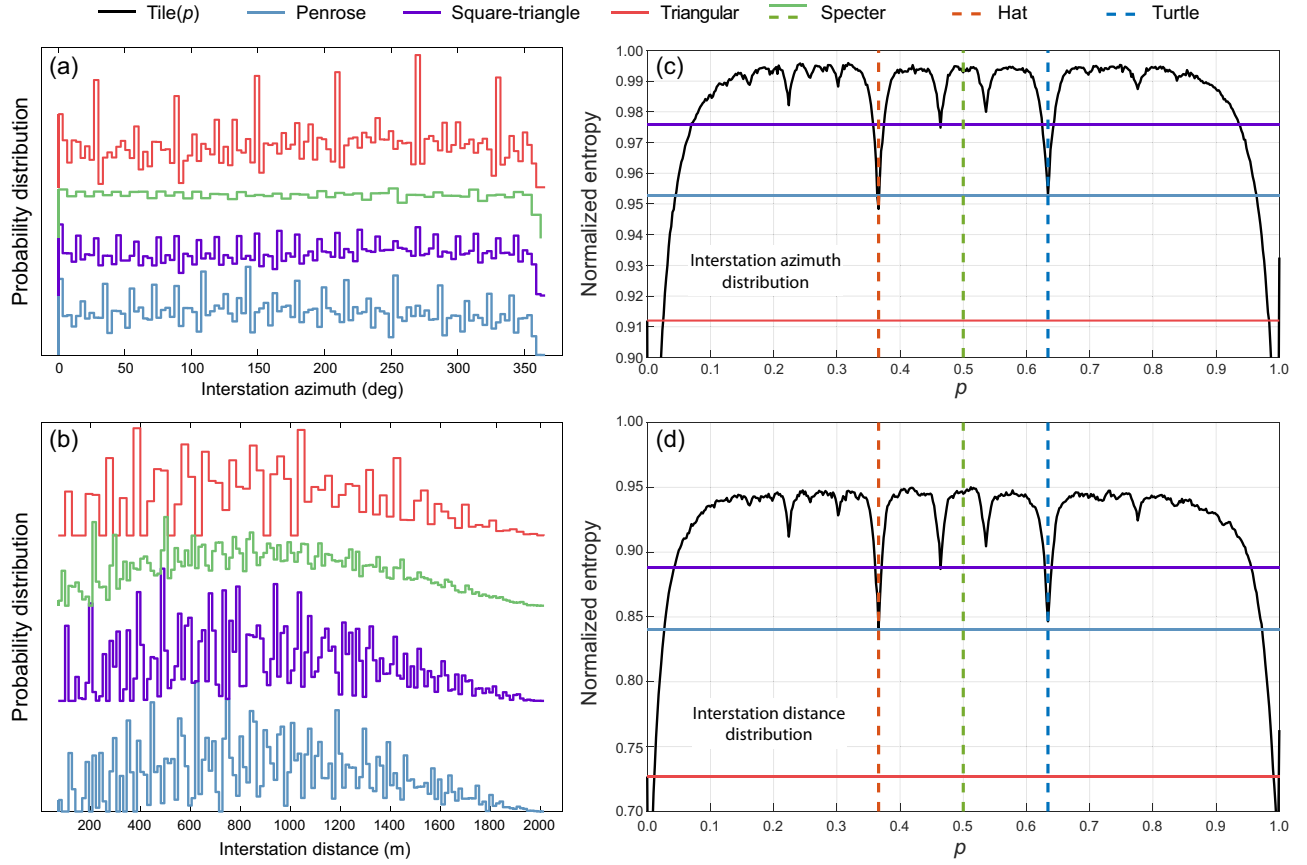 Tile(p) Penrose Square-triangle Triangular Specter Hat Turtle
(a)
Probability distribution
0 50 100 150 200 250 300 350
Interstation azimuth (deg)
(c)
Normalized entropy
1.00
0.99
0.98
0.97
0.96
0.95
0.94
0.93
0.92
0.91
0.90
Interstation azimuth
distribution
0.0 0.1 0.2 0.3 0.4 0.5 0.6 0.7 0.8 0.9 1.0
p
(b)
Probability distribution
200 400 600 800 1000 1200 1400 1600 1800 2000
Interstation distance (m)
(d)
Normalized entropy
1.00
0.95
0.90
0.85
0.80
0.75
0.70
Interstation distance
distribution
0.0 0.1 0.2 0.3 0.4 0.5 0.6 0.7 0.8 0.9 1.0
p